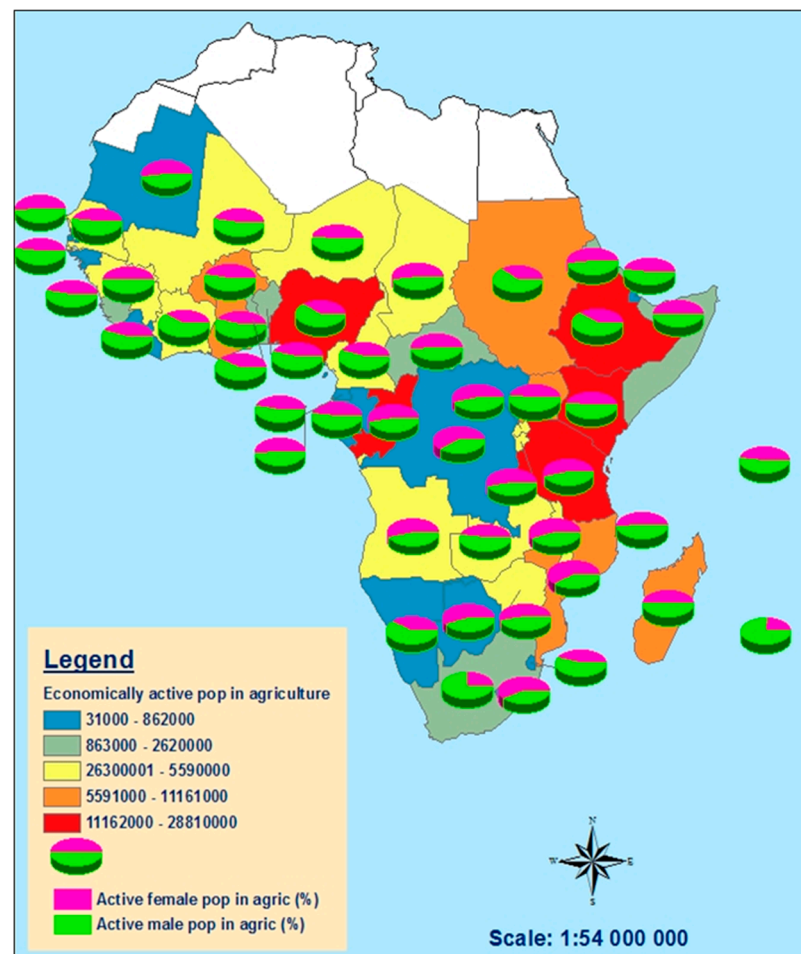 Legend
Economically active pop in agriculture
31000 - 862000
863000 - 2620000
26300001 - 5590000
5591000 - 11161000
11162000 - 28810000
Active female pop in agric (%)
Active male pop in agric (%)
N
W E
S
Scale: 1:54 000 000